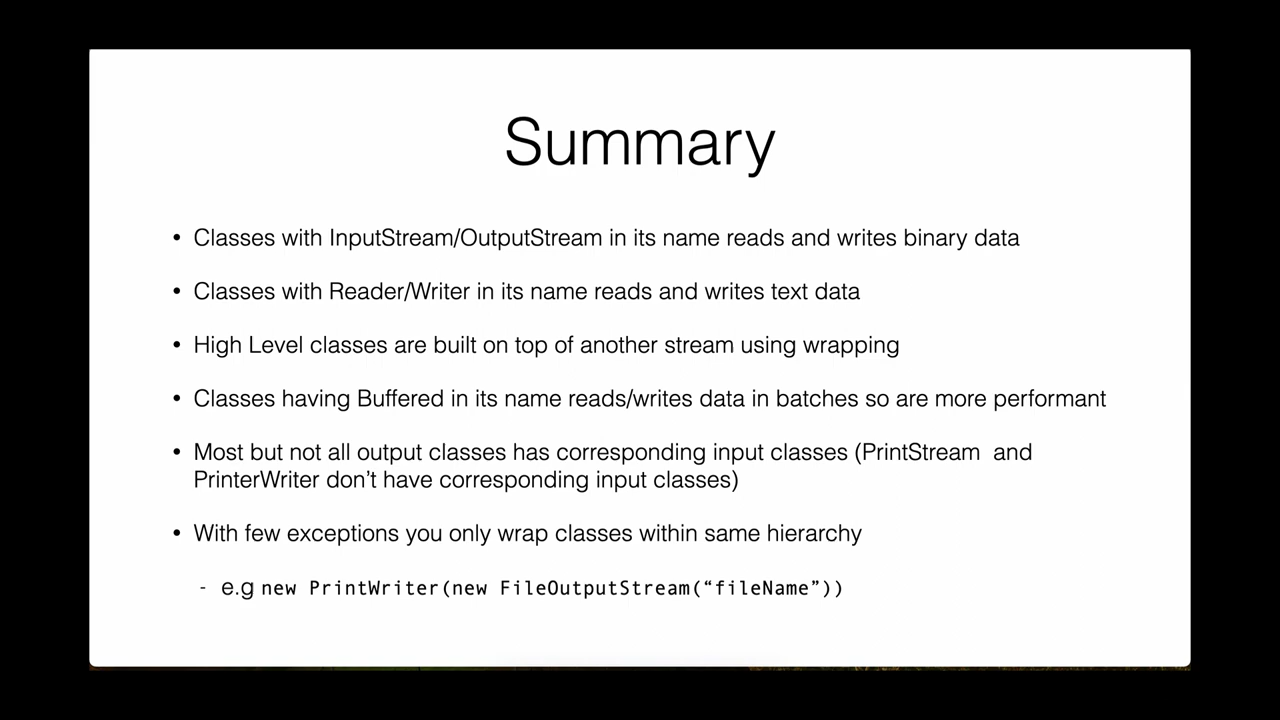 Summary
• Classes with InputStream/OutputStream in its name reads and writes binary data
• Classes with Reader/Writer in its name reads and writes text data
• High Level classes are built on top of another stream using wrapping
• Classes having Buffered in its name reads/writes data in batches so are more performant
• Most but not all output classes has corresponding input classes (PrintStream  and
PrinterWriter don’t have corresponding input classes)
• With few exceptions you only wrap classes within same hierarchy
- e.g new PrintWriter(new FileOutputStream(“fileName”))